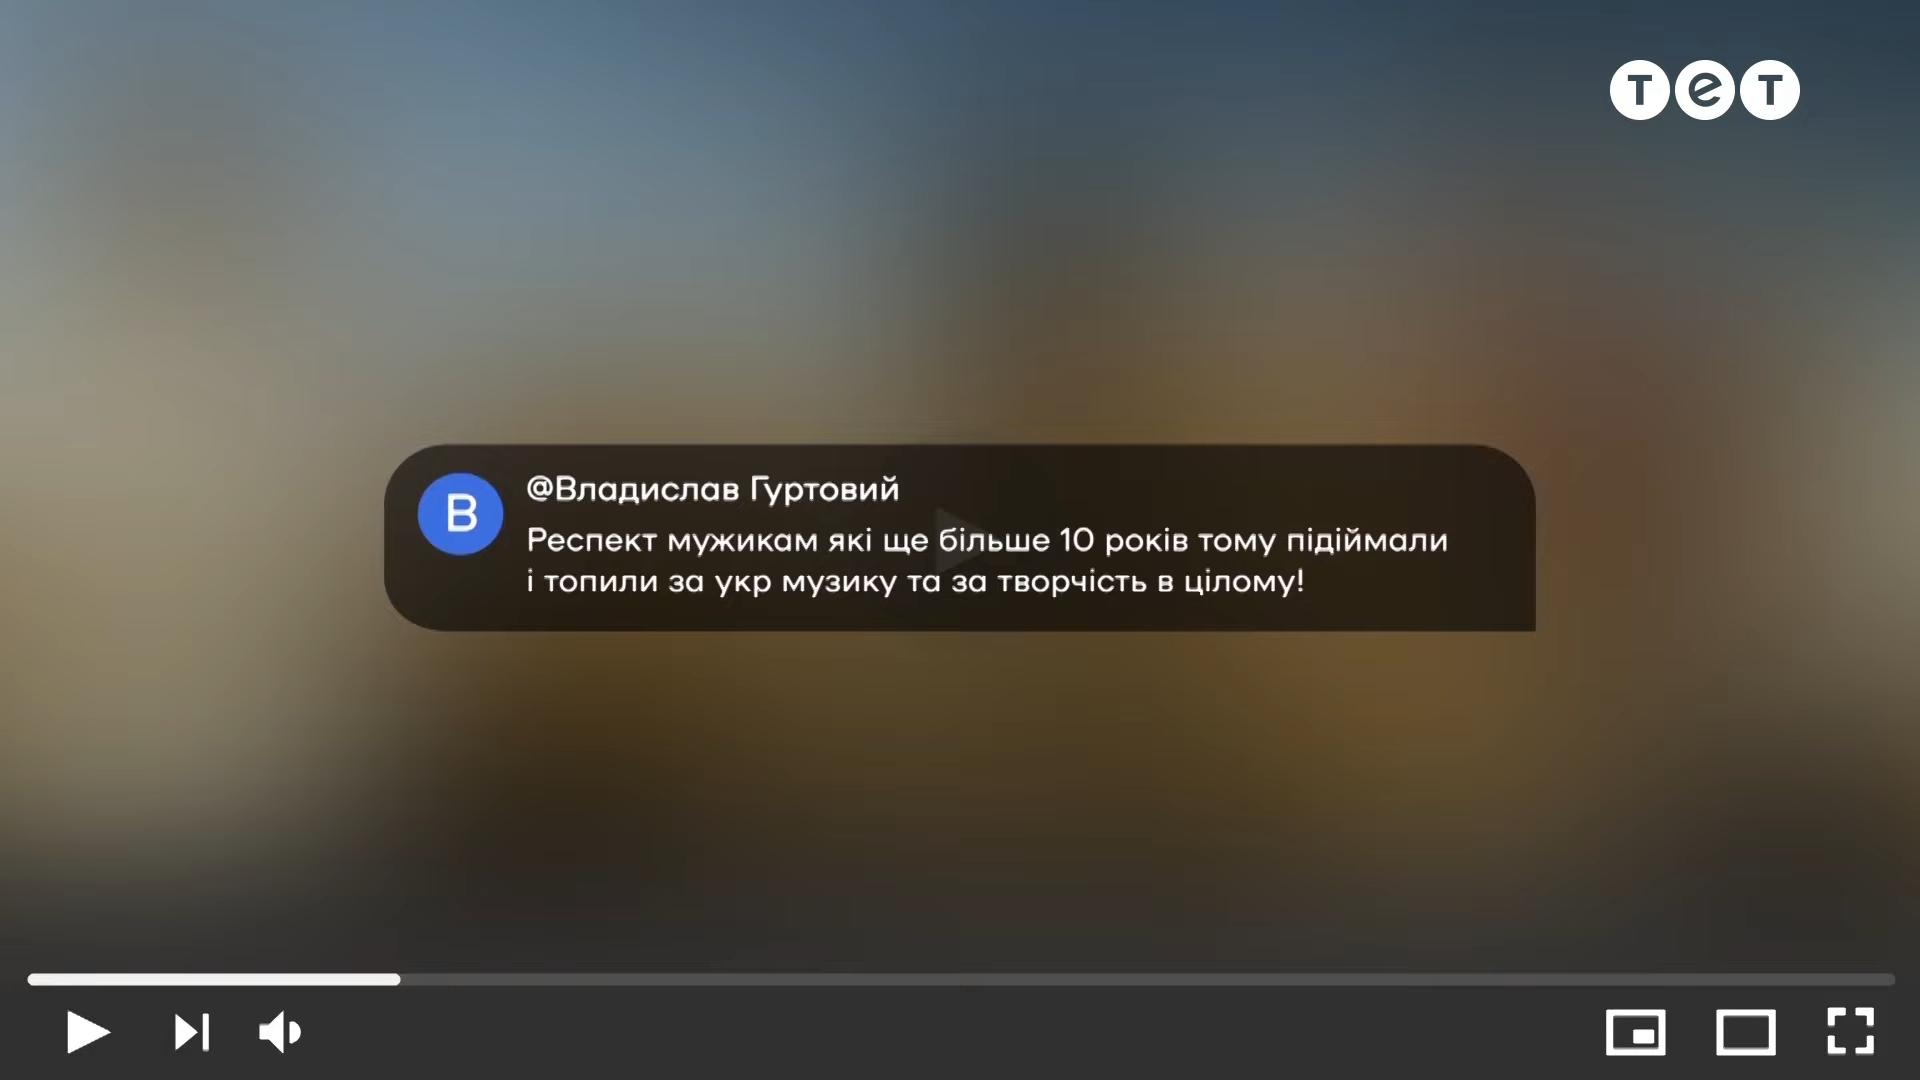 тет
В
@Владислав Гуртовий
Респект мужикам які ще більше 10 років тому підіймали
і топили за укр музику та за творчість в цілому!